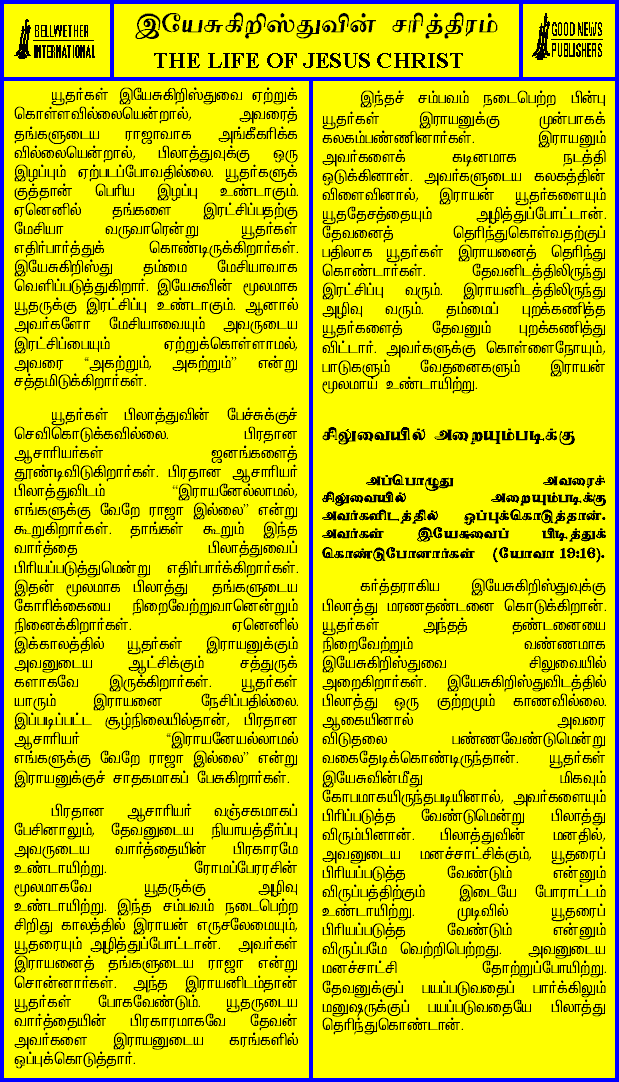 BELLWETHER
INTERNATIONAL
இயேசுகிறிஸ்துவின் சரித்திரம்
THE LIFE OF JESUS CHRIST
GOOD NEWS
PUBLISHERS
யூதர்கள் இயேசுகிறிஸ்துவை ஏற்றுக்
கொள்ளவில்லையென்றால், அவரைத்
தங்களுடைய ராஜாவாக அங்கீகரிக்க
வில்லையென்றால், பிலாத்துவுக்கு ஒரு
இழப்பும் ஏற்படப்போவதில்லை. யூதர்களுக்
குத்தான் பெரிய இழப்பு உண்டாகும்.
ஏனெனில் தங்களை இரட்சிப்பதற்கு
மேசியா வருவாரென்று யூதர்கள்
எதிர்பார்த்துக் கொண்டிருக்கிறார்கள்.
இயேசுகிறிஸ்து தம்மை மேசியாவாக
வெளிப்படுத்துகிறார். இயேசுவின் மூலமாக
யூதருக்கு இரட்சிப்பு உண்டாகும். ஆனால்
அவர்களோ மேசியாவையும் அவருடைய
இரட்சிப்பையும் ஏற்றுக்கொள்ளாமல்,
அவரை “அகற்றும், அகற்றும்” என்று
சத்தமிடுக்கிறார்கள்.
யூதர்கள் பிலாத்துவின் பேச்சுக்குச்
செவிகொடுக்கவில்லை. பிரதான
ஆசாரியர்கள் ஜனங்களைத்
தூண்டிவிடுகிறார்கள். பிரதான ஆசாரியர்
பிலாத்துவிடம் “இராயனேல்லாமல்,
எங்களுக்கு வேறே ராஜா இல்லை” என்று
கூறுகிறார்கள். தாங்கள் கூறும் இந்த
வார்த்தை பிலாத்துவைப்
பிரியப்படுத்துமென்று எதிர்பார்க்கிறார்கள்.
இதன் மூலமாக பிலாத்து தங்களுடைய
கோரிக்கையை நிறைவேற்றுவானென்றும்
நினைக்கிறார்கள். ஏனெனில்
இக்காலத்தில் யூதர்கள் இராயனுக்கும்
அவனுடைய ஆட்சிக்கும் சத்துருக்
களாகவே இருக்கிறார்கள். யூதர்கள்
யாரும் இராயனை நேசிப்பதில்லை.
இப்படிப்பட்ட சூழ்நிலையில்தான், பிரதான
ஆசாரியர் “இராயனேயல்லாமல்
எங்களுக்கு வேறே ராஜா இல்லை” என்று
இராயனுக்குச் சாதகமாகப் பேசுகிறார்கள்.
பிரதான ஆசாரியர் வஞ்சகமாகப்
பேசினாலும், தேவனுடைய நியாயத்தீர்ப்பு
அவருடைய வார்த்தையின் பிரகாரமே
உண்டாயிற்று. ரோமப்பேரரசின்
மூலமாகவே யூதருக்கு அழிவு
உண்டாயிற்று. இந்த சம்பவம் நடைபெற்ற
சிறிது காலத்தில் இராயன் எருசலேமையும்,
யூதரையும் அழித்துப்போட்டான். அவர்கள்
இராயனைத் தங்களுடைய ராஜா என்று
சொன்னார்கள். அந்த இராயனிடம்தான்
யூதர்கள் போகவேண்டும். யூதருடைய
வார்த்தையின் பிரகாரமாகவே தேவன்
அவர்களை இராயனுடைய கரங்களில்
ஒப்புக்கொடுத்தார்.
இந்தச் சம்பவம் நடைபெற்ற பின்பு
யூதர்கள் இராயனுக்கு முன்பாகக்
கலகம்பண்ணினார்கள். இராயனும்
அவர்களைக் கடினமாக நடத்தி
ஒடுக்கினான். அவர்களுடைய கலகத்தின்
விளைவினால், இராயன் யூதர்களையும்
யூததேசத்தையும் அழித்துப்போட்டான்.
தேவனைத் தெரிந்துகொள்வதற்குப்
பதிலாக யூதர்கள் இராயனைத் தெரிந்து
கொண்டார்கள். தேவனிடத்திலிருந்து
இரட்சிப்பு வரும். இராயனிடத்திலிருந்து
அழிவு வரும். தம்மைப் புறக்கணித்த
யூதர்களைத் தேவனும் புறக்கணித்து
விட்டார். அவர்களுக்கு கொள்ளைநோயும்,
பாடுகளும் வேதனைகளும் இராயன்
மூலமாய் உண்டாயிற்று.
சிலுவையில் அறையும்படிக்கு
அப்பொழுது அவரைச்
சிலுவையில் அறையும்படிக்கு
அவர்களிடத்தில் ஒப்புக்கொடுத்தான்.
அவர்கள் இயேசுவைப் பிடித்துக்
கொண்டுபோனார்கள் (யோவா 19:16).
கர்த்தராகிய இயேசுகிறிஸ்துவுக்கு
பிலாத்து மரணதண்டனை கொடுக்கிறான்.
யூதர்கள் அந்தத் தண்டனையை
நிறைவேற்றும் வண்ணமாக
இயேசுகிறிஸ்துவை சிலுவையில்
அறைகிறார்கள். இயேசுகிறிஸ்துவிடத்தில்
பிலாத்து ஒரு குற்றமும் காணவில்லை.
ஆகையினால் அவரை
விடுதலை பண்ணவேண்டுமென்று
வகைதேடிக்கொண்டிருந்தான். யூதர்கள்
இயேசுவின்மீது மிகவும்
கோபமாகயிருந்தபடியினால், அவர்களையும்
பிரிப்படுத்த வேண்டுமென்று பிலாத்து
விரும்பினான். பிலாத்துவின் மனதில்,
அவனுடைய மனச்சாட்சிக்கும், யூதரைப்
பிரியப்படுத்த வேண்டும் என்னும்
விருப்பத்திற்கும் இடையே போராட்டம்
உண்டாயிற்று. முடிவில் யூதரைப்
பிரியப்படுத்த வேண்டும் என்னும்
விருப்பமே வெற்றிபெற்றது. அவனுடைய
மனச்சாட்சி தோற்றுப்போயிற்று.
தேவனுக்குப் பயப்படுவதைப் பார்க்கிலும்
மனுஷருக்குப் பயப்படுவதையே பிலாத்து
தெரிந்துகொண்டான்.